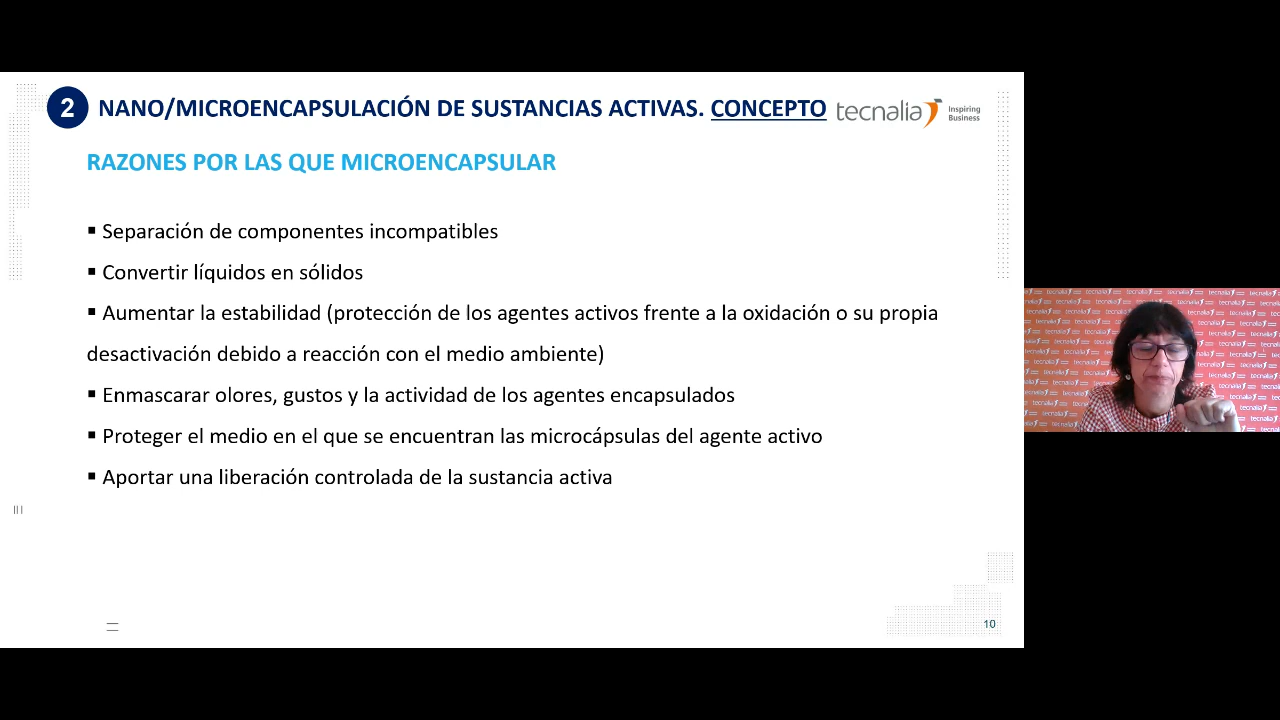 2 NANO/MICROENCAPSULACIÓN DE SUSTANCIAS ACTIVAS. CONCEPTO
tecnalia Inspiring Business
RAZONES POR LAS QUE MICROENCAPSULAR
▪ Separación de componentes incompatibles
▪ Convertir líquidos en sólidos
▪ Aumentar la estabilidad (protección de los agentes activos frente a la oxidación o su propia
desactivación debido a reacción con el medio ambiente)
▪ Enmascarar olores, gustos y la actividad de los agentes encapsulados
▪ Proteger el medio en el que se encuentran las microcápsulas del agente activo
▪ Aportar una liberación controlada de la sustancia activa
10
tecnalia